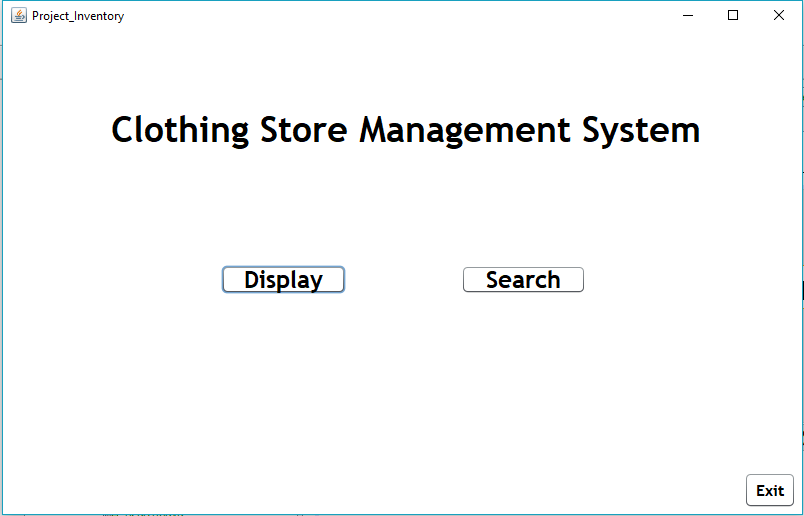 Project_Inventory
Clothing Store Management System
Display
Search
Exit